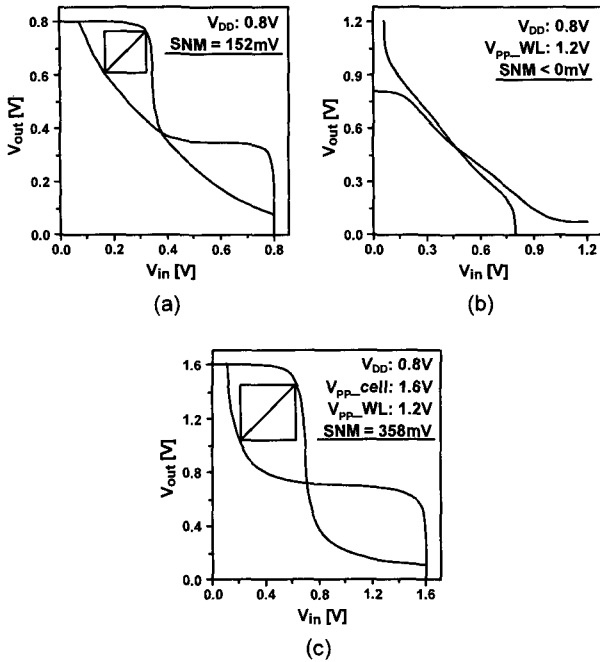 V_DD: 0.8V
SNM = 152mV
0.8
0.6
0.4
0.2
0.0
V_out [V]
0.0 0.2 0.4 0.6 0.8
V_in [V]
(a)
V_DD: 0.8V
V_PP_WL: 1.2V
SNM < 0mV
1.2
0.9
0.6
0.3
0.0
V_out [V]
0.0 0.3 0.6 0.9 1.2
V_in [V]
(b)
V_DD: 0.8V
V_PP_cell: 1.6V
V_PP_WL: 1.2V
SNM = 358mV
1.6
1.2
0.8
0.4
0.0
V_out [V]
0.0 0.4 0.8 1.2 1.6
V_in [V]
(c)